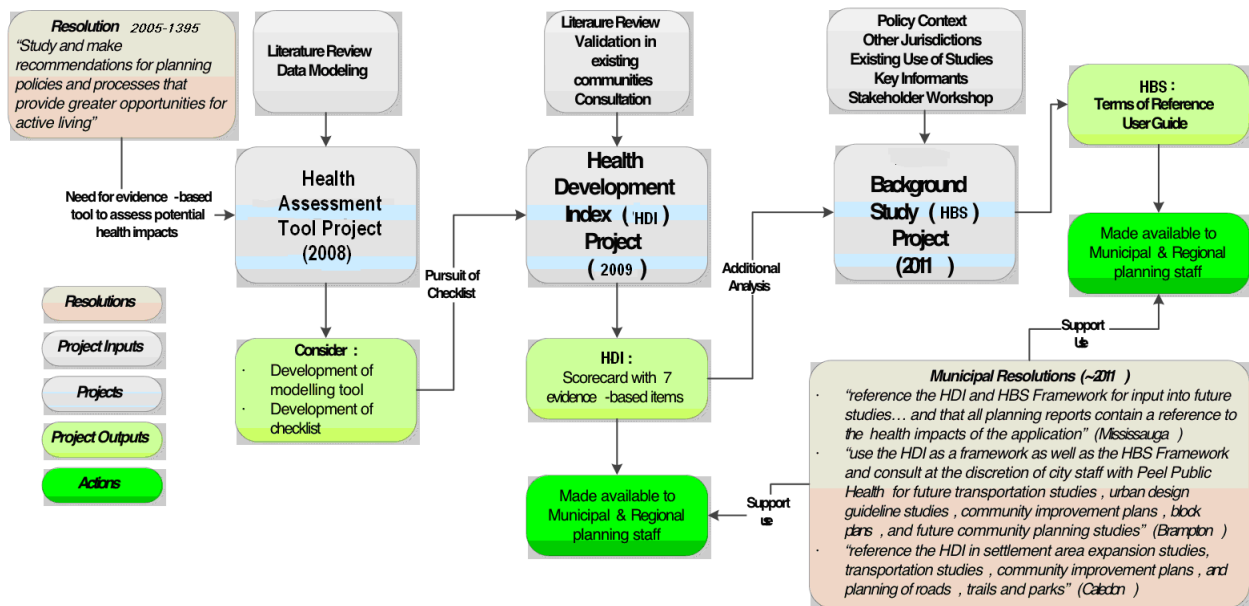 Resolution 2005-1395
“Study and make
recommendations for planning
policies and processes that
provide greater opportunities for
active living”
Literature Review
Data Modeling
Literaure Review
Validation in
existing
communities
Consultation
Policy Context
Other Jurisdictions
Existing Use of Studies
Key Informants
Stakeholder Workshop
HBS :
Terms of Reference
User Guide
Need for evidence -based
tool to assess potential
health impacts
Health
Assessment
Tool Project
(2008)
Health
Development
Index ( HDI )
Project
( 2009 )
Background
Study ( HBS )
Project
(2011 )
Made available to
Municipal & Regional
planning staff
Pursuit of
Checklist
Additional
Analysis
Resolutions
Project Inputs
Projects
Project Outputs
Actions
Consider :
· Development of
modelling tool
· Development of
checklist
HDI :
Scorecard with 7
evidence -based items
Made available to
Municipal & Regional
planning staff
Support
use
Support
use
Municipal Resolutions (~2011 )
· “reference the HDI and HBS Framework for input into future
studies… and that all planning reports contain a reference to
the health impacts of the application” (Mississauga )
· “use the HDI as a framework as well as the HBS Framework
and consult at the discretion of city staff with Peel Public
Health for future transportation studies , urban design
guideline studies , community improvement plans , block
plans , and future community planning studies” (Brampton )
· “reference the HDI in settlement area expansion studies,
transportation studies , community improvement plans , and
planning of roads , trails and parks” (Caledon )